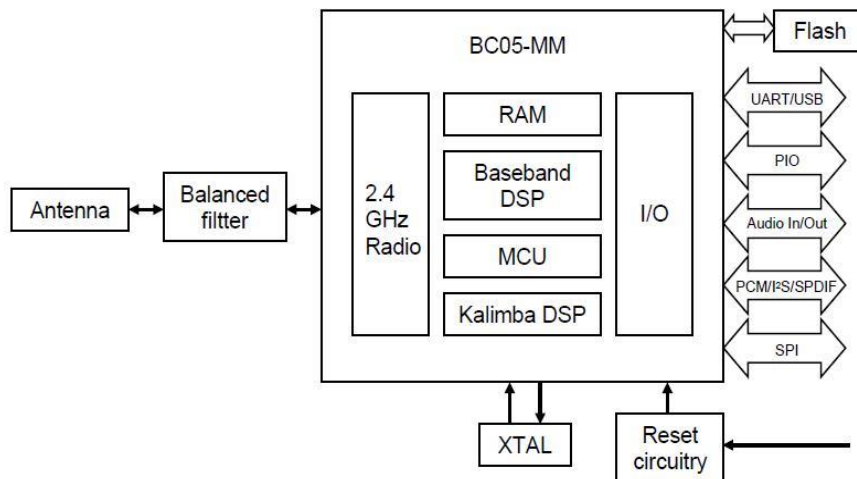 BC05-MM
Flash
RAM
Baseband
DSP
MCU
Kalimba DSP
2.4
GHz
Radio
I/O
UART/USB
PIO
Audio In/Out
PCM/I²S/SPDIF
SPI
Antenna
Balanced
filtter
XTAL
Reset
circuitry